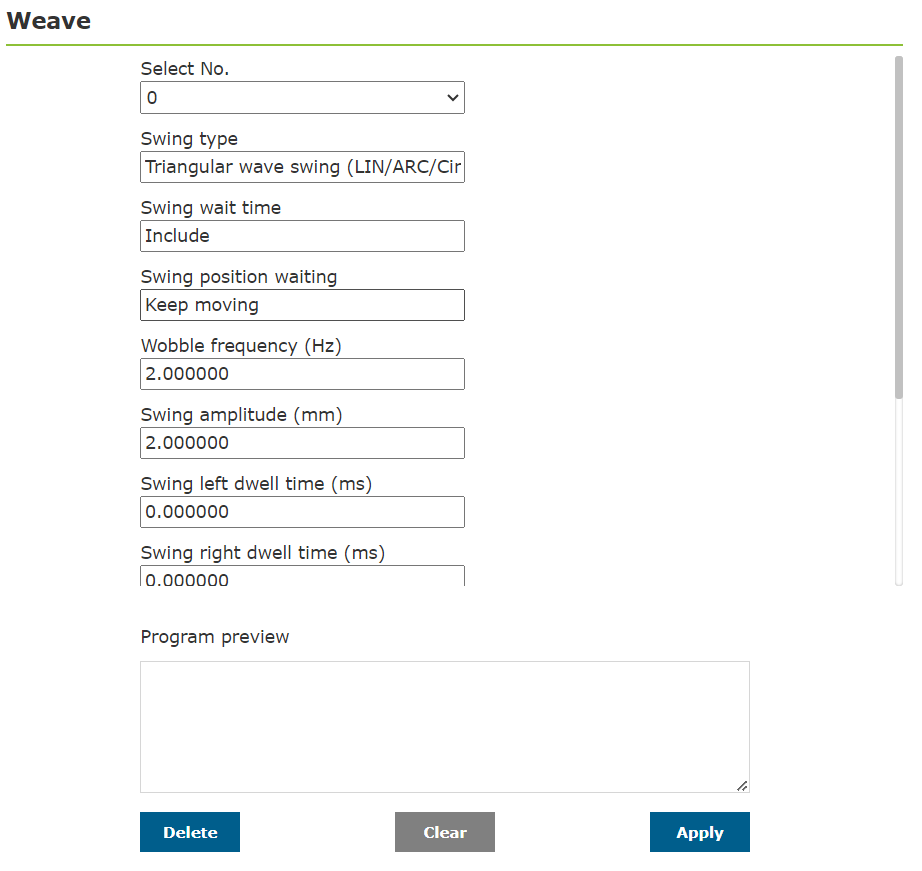 Weave
Select No.
0
Swing type
Triangular wave swing (LIN/ARC/Cir
Swing wait time
Include
Swing position waiting
Keep moving
Wobble frequency (Hz)
2.000000
Swing amplitude (mm)
2.000000
Swing left dwell time (ms)
0.000000
Swing right dwell time (ms)
0.000000
Program preview
Delete
Clear
Apply